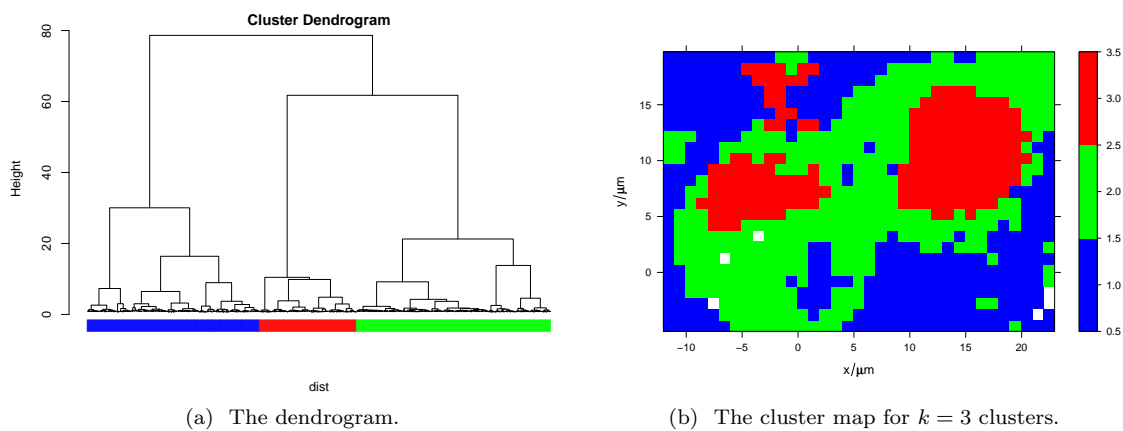 Cluster Dendrogram
80
60
40
20
0
Height
dist
(a) The dendrogram.
15
10
5
0
y/µm
−10 −5 0 5 10 15 20
x/µm
3.5
3.0
2.5
2.0
1.5
1.0
0.5
(b) The cluster map for k = 3 clusters.